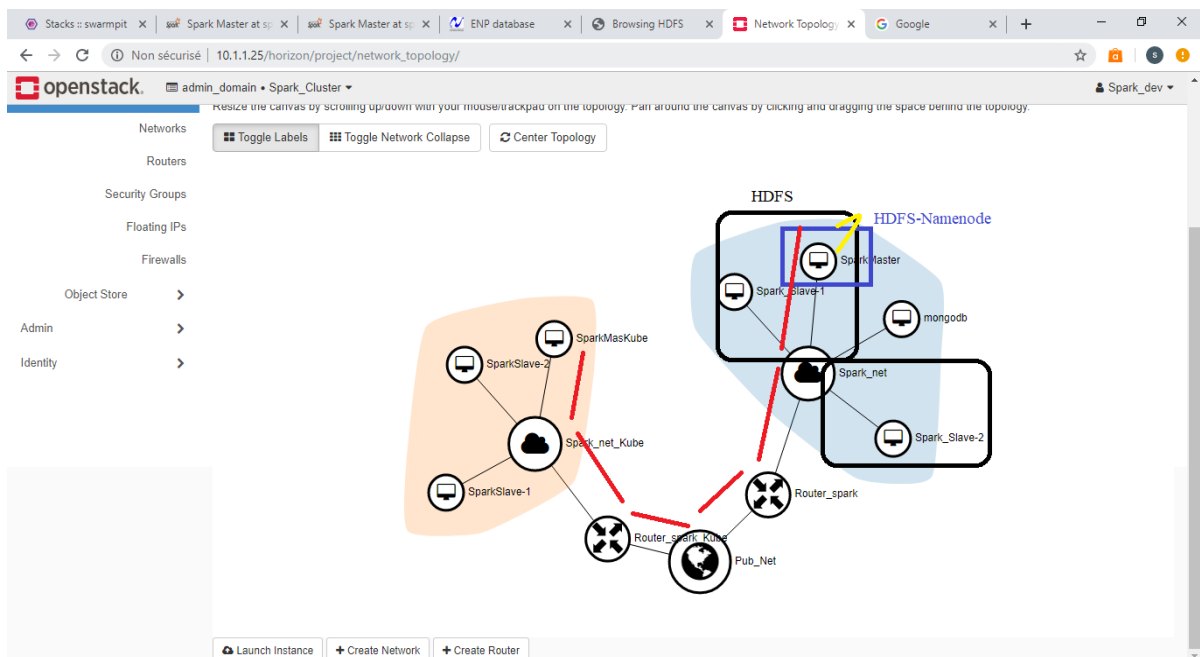 Stacks :: swarmpit
Spark Master at sp
Spark Master at sp
ENP database
Browsing HDFS
Network Topology
Google
Non sécurisé
10.1.1.25/horizon/project/network_topology/
s
openstack.
admin_domain • Spark_Cluster
Spark_dev
Resize the canvas by scrolling up/down with your mouse/trackpad on the topology. Pan around the canvas by clicking and dragging the space behind the topology.
Toggle Labels
Toggle Network Collapse
Center Topology
Networks
Routers
Security Groups
Floating IPs
Firewalls
Object Store
Admin
Identity
HDFS
HDFS-Namenode
SparkMaster
Spark_Slave-1
mongodb
SparkMasKube
SparkSlave-2
Spark_net
Spark_net_Kube
Spark_Slave-2
SparkSlave-1
Router_spark
Router_spark_Kube
Pub_Net
Launch Instance
+ Create Network
+ Create Router